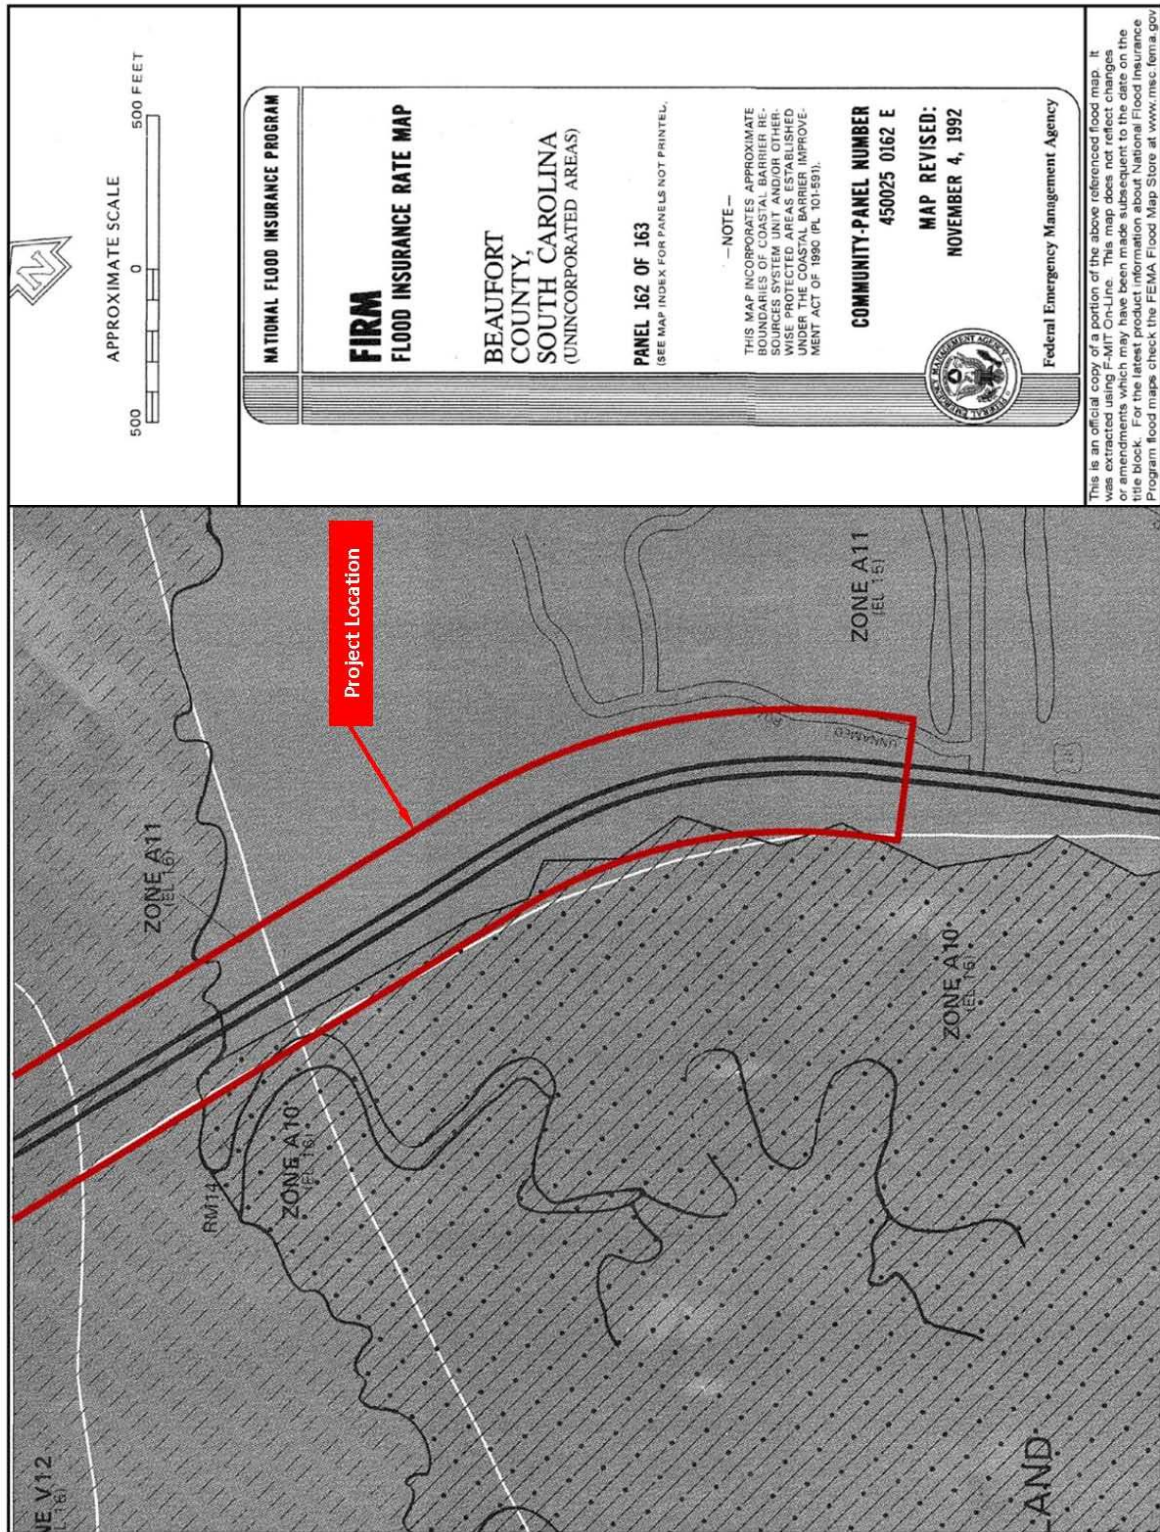 APPROXIMATE SCALE
500 0 500 FEET
NATIONAL FLOOD INSURANCE PROGRAM
FIRM
FLOOD INSURANCE RATE MAP
BEAUFORT
COUNTY,
SOUTH CAROLINA
(UNINCORPORATED AREAS)
PANEL 162 OF 163
(SEE MAP INDEX FOR PANELS NOT PRINTED.
—NOTE—
THIS MAP INCORPORATES APPROXIMATE
BOUNDARIES OF COASTAL BARRIER RE-
SOURCES SYSTEM UNIT AND/OR OTHER-
WISE PROTECTED AREAS ESTABLISHED
UNDER THE COASTAL BARRIER IMPROVE-
MENT ACT OF 1990 (PL 101-591).
COMMUNITY-PANEL NUMBER
450025 0162 E
MAP REVISED:
NOVEMBER 4, 1992
FEDERAL EMERGENCY MANAGEMENT AGENCY
Federal Emergency Management Agency
This is an official copy of a portion of the above referenced flood map. It
was extracted using F-MIT On-Line. This map does not reflect changes
or amendments which may have been made subsequent to the date on the
title block. For the latest product information about National Flood Insurance
Program flood maps check the FEMA Flood Map Store at www.msc.fema.gov
N
Project Location
ZONE A11
(EL 16)
ZONE A11
(EL 15)
UNNAMED
RM14
ZONE A10
(EL 16)
ZONE A10
(EL 16)
NE V12
L 16)
LAND